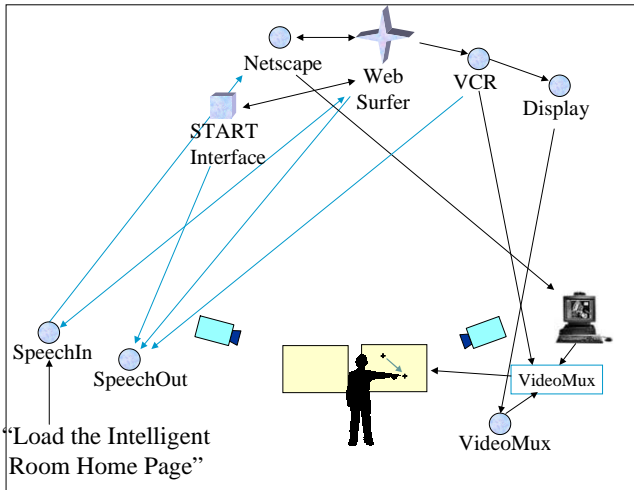 Netscape
Web
Surfer
VCR
Display
START
Interface
SpeechIn
SpeechOut
VideoMux
VideoMux
“Load the Intelligent
Room Home Page”